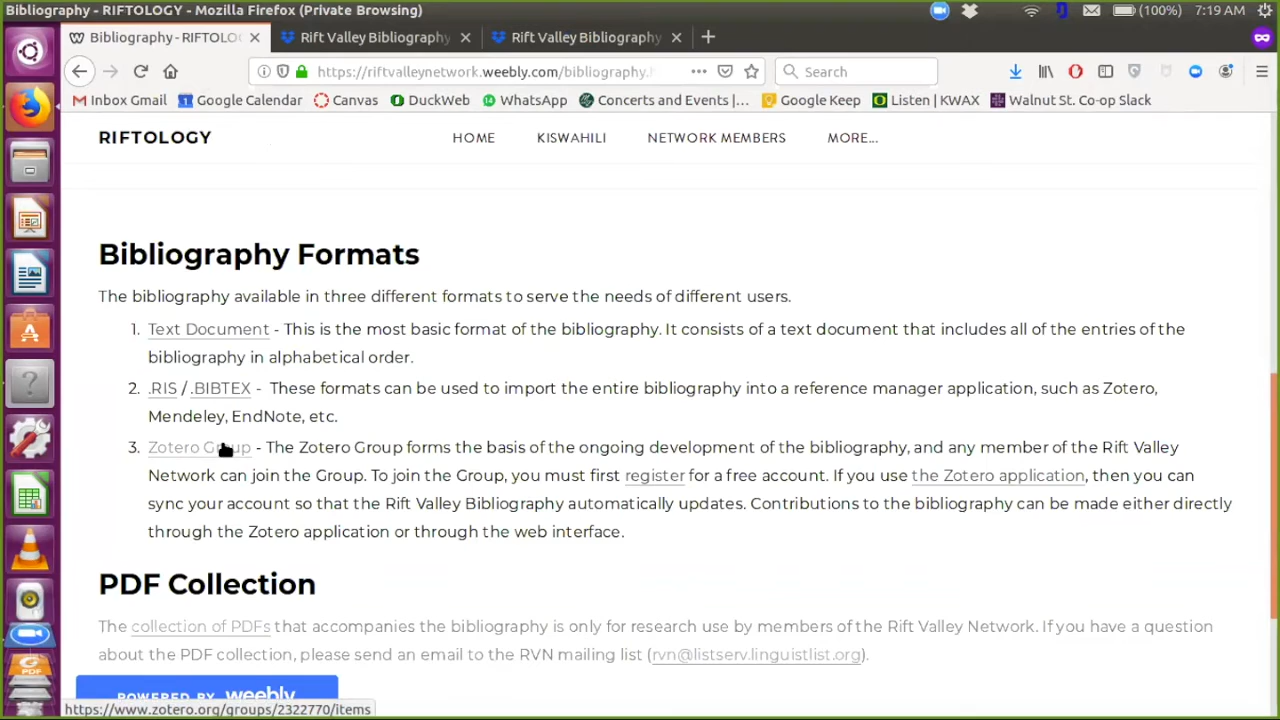 Bibliography - RIFTOLOGY - Mozilla Firefox (Private Browsing)
(100%) 7:19 AM
Bibliography - RIFTOLO
Rift Valley Bibliography
Rift Valley Bibliography
https://riftvalleynetwork.weebly.com/bibliography.
Search
Inbox Gmail
Google Calendar
Canvas
DuckWeb
WhatsApp
Concerts and Events |...
Google Keep
Listen | KWAX
Walnut St. Co-op Slack
RIFTOLOGY
HOME
KISWAHILI
NETWORK MEMBERS
MORE...
Bibliography Formats
The bibliography available in three different formats to serve the needs of different users.
1. Text Document - This is the most basic format of the bibliography. It consists of a text document that includes all of the entries of the
bibliography in alphabetical order.
2. .RIS / .BIBTEX - These formats can be used to import the entire bibliography into a reference manager application, such as Zotero,
Mendeley, EndNote, etc.
3. Zotero Group - The Zotero Group forms the basis of the ongoing development of the bibliography, and any member of the Rift Valley
Network can join the Group. To join the Group, you must first register for a free account. If you use the Zotero application, then you can
sync your account so that the Rift Valley Bibliography automatically updates. Contributions to the bibliography can be made either directly
through the Zotero application or through the web interface.
PDF Collection
The collection of PDFs that accompanies the bibliography is only for research use by members of the Rift Valley Network. If you have a question
about the PDF collection, please send an email to the RVN mailing list (rvn@listserv.linguistlist.org).
POWERED BY weebly
https://www.zotero.org/groups/2322770/items
PDF